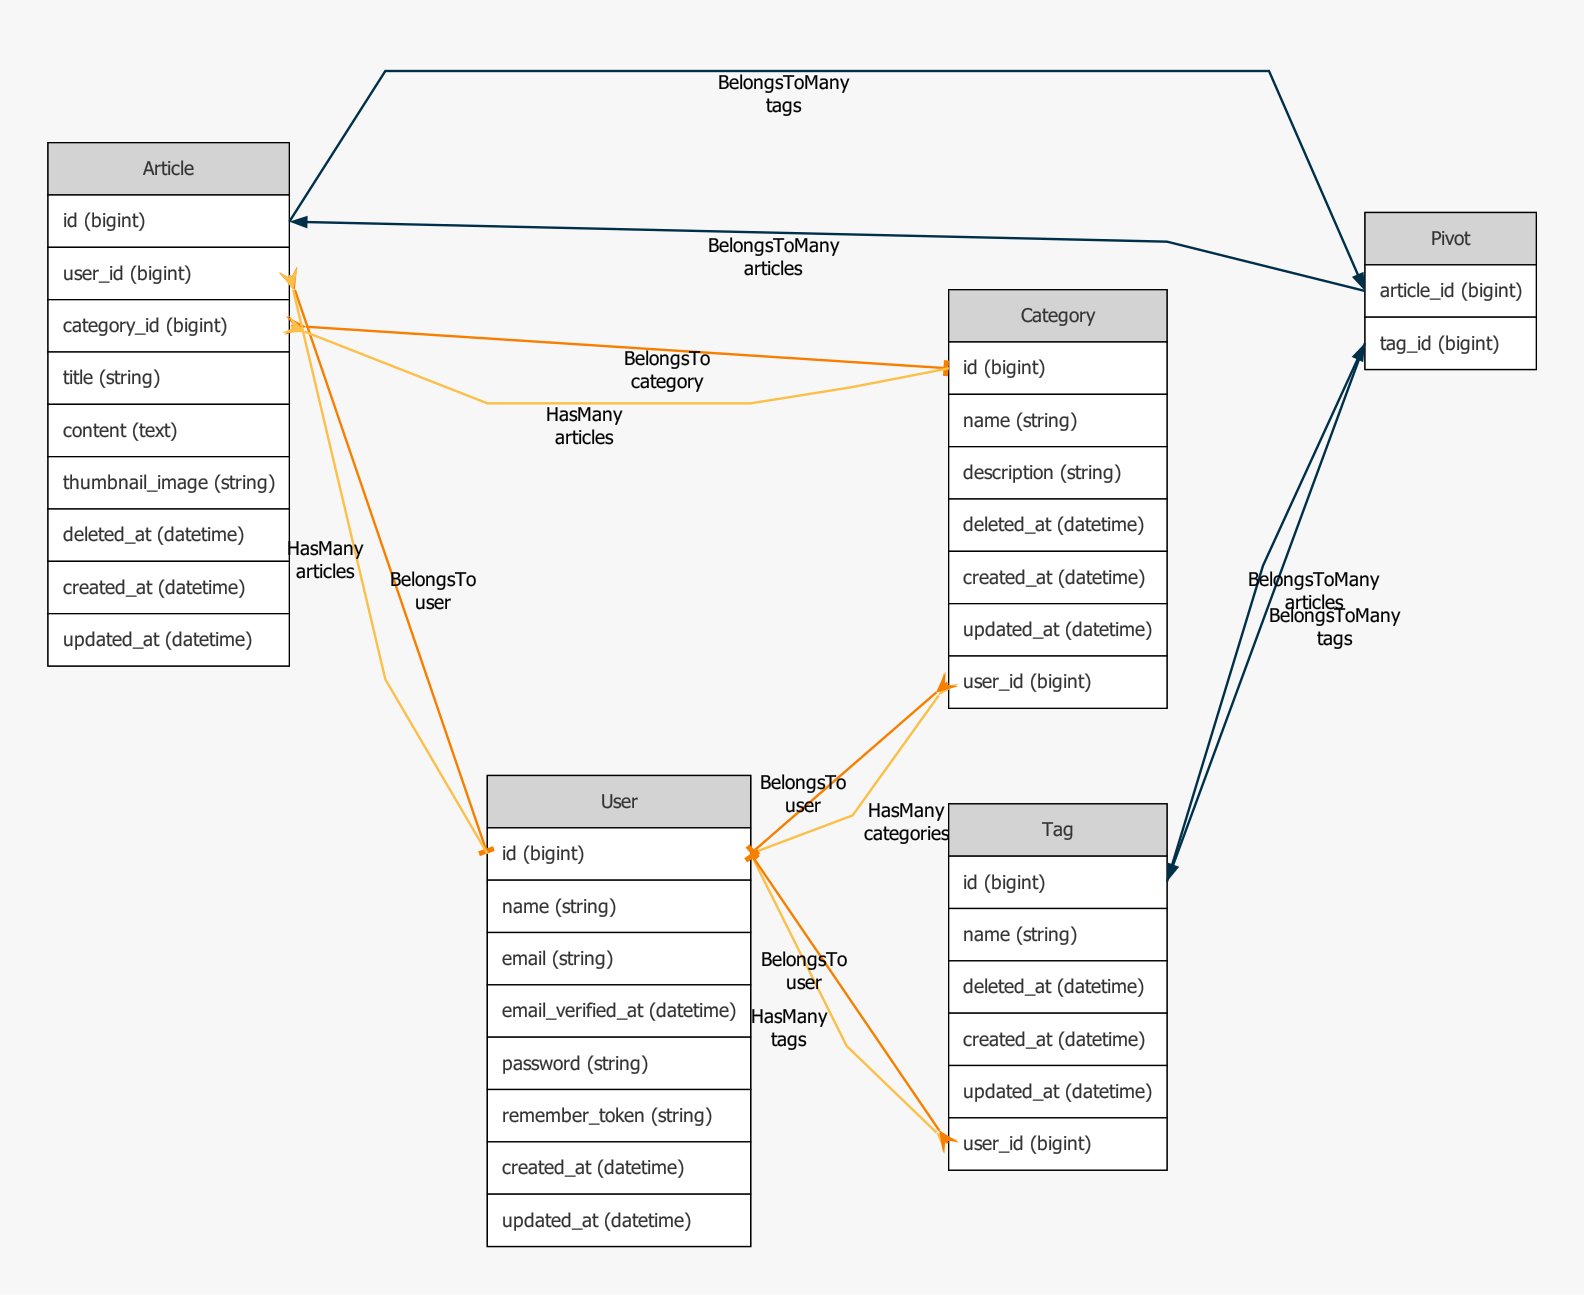 BelongsToMany
tags
Article
id (bigint)
user_id (bigint)
category_id (bigint)
title (string)
content (text)
thumbnail_image (string)
deleted_at (datetime)
created_at (datetime)
updated_at (datetime)
BelongsToMany
articles
Pivot
article_id (bigint)
tag_id (bigint)
BelongsTo
category
HasMany
articles
Category
id (bigint)
name (string)
description (string)
deleted_at (datetime)
created_at (datetime)
updated_at (datetime)
user_id (bigint)
HasMany
articles
BelongsTo
user
BelongsToMany
articles
BelongsToMany
tags
User
id (bigint)
name (string)
email (string)
email_verified_at (datetime)
password (string)
remember_token (string)
created_at (datetime)
updated_at (datetime)
BelongsTo
user
HasMany
categories
BelongsTo
user
HasMany
tags
Tag
id (bigint)
name (string)
deleted_at (datetime)
created_at (datetime)
updated_at (datetime)
user_id (bigint)